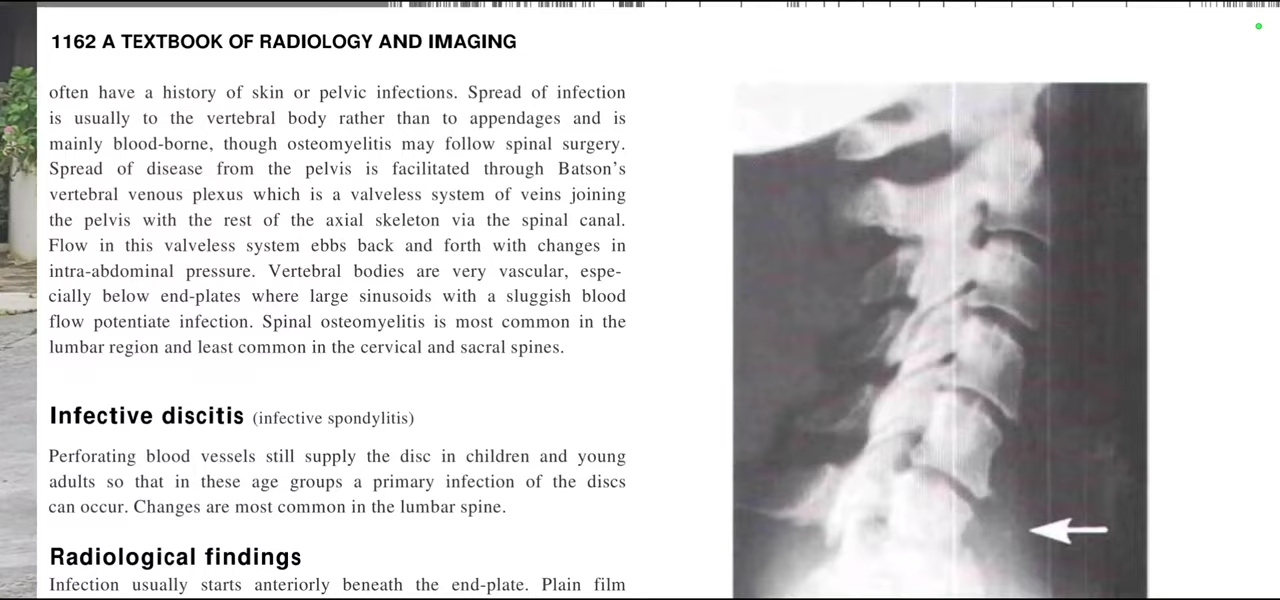 1162 A TEXTBOOK OF RADIOLOGY AND IMAGING
often have a history of skin or pelvic infections. Spread of infection
is usually to the vertebral body rather than to appendages and is
mainly blood-borne, though osteomyelitis may follow spinal surgery.
Spread of disease from the pelvis is facilitated through Batson's
vertebral venous plexus which is a valveless system of veins joining
the pelvis with the rest of the axial skeleton via the spinal canal.
Flow in this valveless system ebbs back and forth with changes in
intra-abdominal pressure. Vertebral bodies are very vascular, espe-
cially below end-plates where large sinusoids with a sluggish blood
flow potentiate infection. Spinal osteomyelitis is most common in the
lumbar region and least common in the cervical and sacral spines.
Infective discitis (infective spondylitis)
Perforating blood vessels still supply the disc in children and young
adults so that in these age groups a primary infection of the discs
can occur. Changes are most common in the lumbar spine.
Radiological findings
Infection usually starts anteriorly beneath the end-plate. Plain film